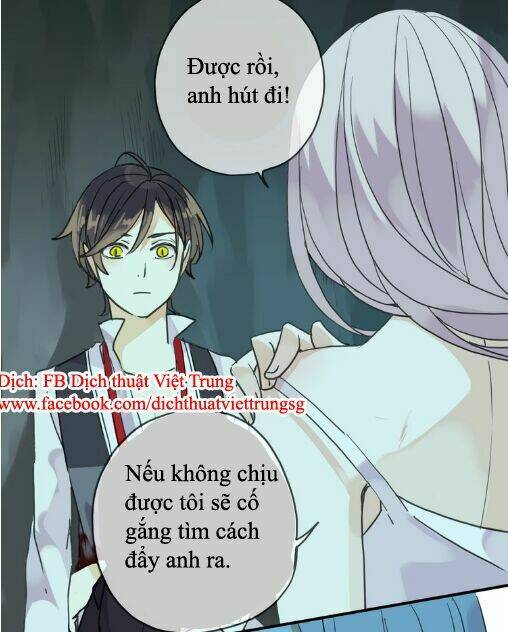 Được rồi,
anh hút đi!
Dịch: FB Dịch thuật Việt Trung
www.facebook.com/dichthuatviettrungsg
Nếu không chịu
được tôi sẽ cố
gắng tìm cách
đẩy anh ra.